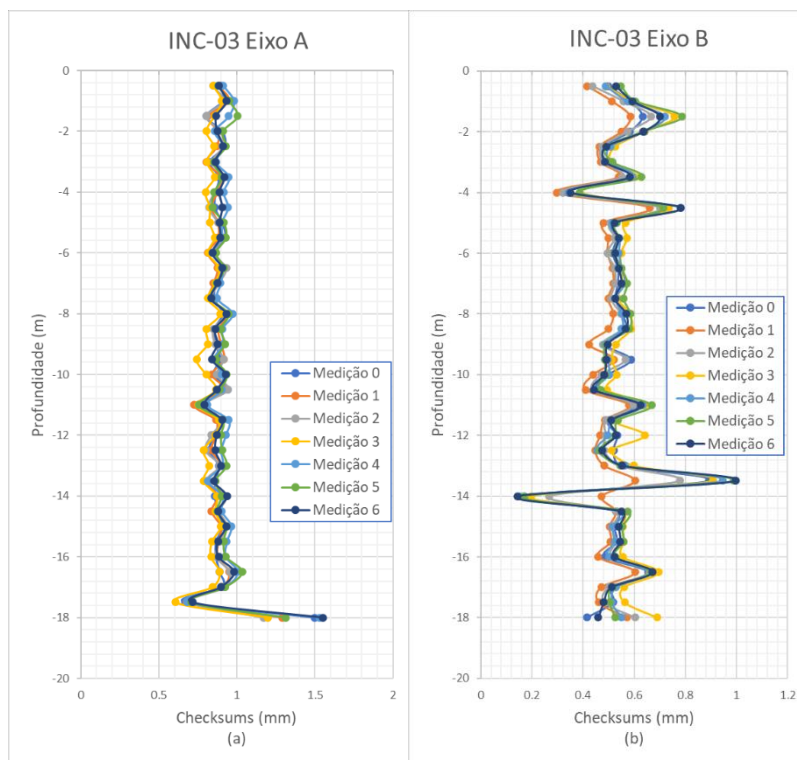 INC-03 Eixo A
0
-2
-4
-6
-8
-10
-12
-14
-16
-18
-20
Profundidade (m)
Medição 0
Medição 1
Medição 2
Medição 3
Medição 4
Medição 5
Medição 6
0
0.5
1
1.5
2
Checksums (mm)
(a)
INC-03 Eixo B
0
-2
-4
-6
-8
-10
-12
-14
-16
-18
-20
Profundidade (m)
Medição 0
Medição 1
Medição 2
Medição 3
Medição 4
Medição 5
Medição 6
0
0.2
0.4
0.6
0.8
1
1.2
Checksums (mm)
(b)